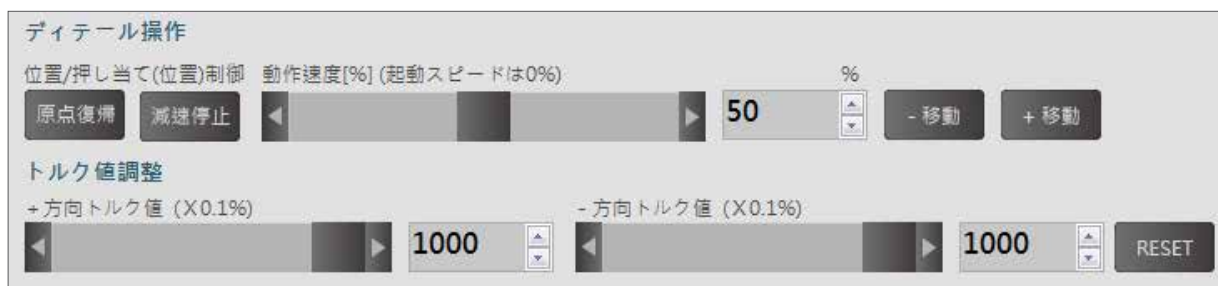 ディテール操作
位置/押し当て(位置)制御 動作速度[%] (起動スピードは0%) %
原点復帰 減速停止 50 - 移動 + 移動
トルク値調整
+方向トルク値 (X0.1%) - 方向トルク値 (X0.1%)
1000 1000 RESET